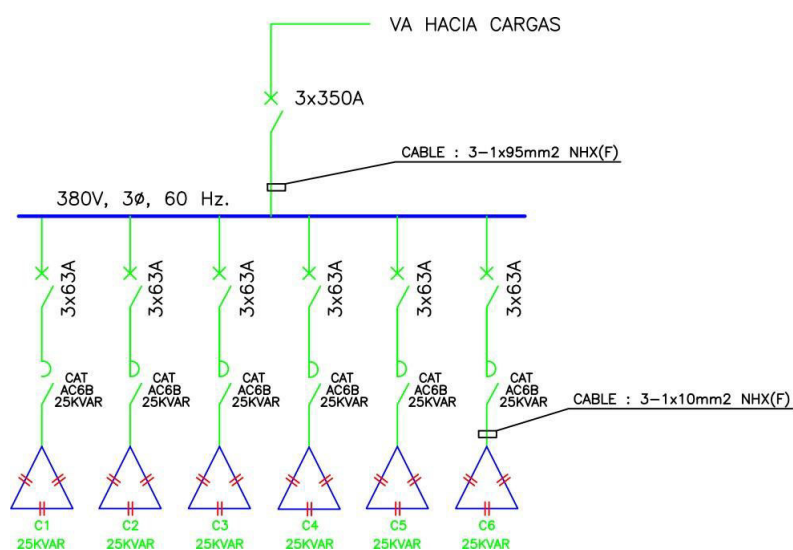 VA HACIA CARGAS
3x350A
CABLE : 3-1x95mm2 NHX(F)
380V, 3ø, 60 Hz.
3x63A
3x63A
3x63A
3x63A
3x63A
3x63A
CAT
AC6B
25KVAR
CAT
AC6B
25KVAR
CAT
AC6B
25KVAR
CAT
AC6B
25KVAR
CAT
AC6B
25KVAR
CAT
AC6B
25KVAR
CABLE : 3-1x10mm2 NHX(F)
C1
25KVAR
C2
25KVAR
C3
25KVAR
C4
25KVAR
C5
25KVAR
C6
25KVAR